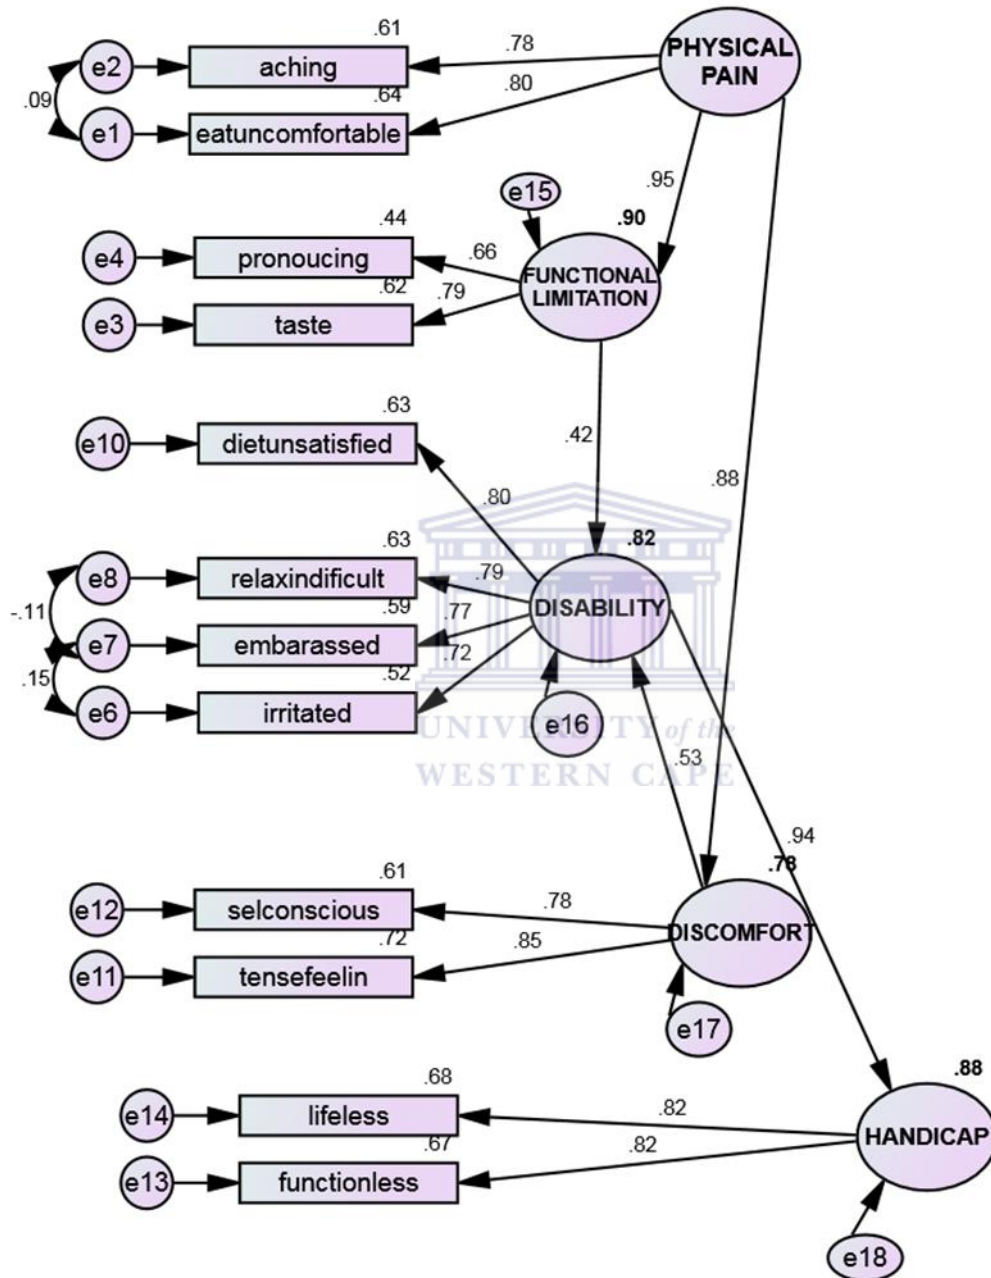 .61
.78
PHYSICAL
PAIN
e2
aching
.09
.64
.80
e1
eatuncomfortable
.95
e15
.90
.44
.66
e4
pronoucing
FUNCTIONAL
LIMITATION
.62
.79
e3
taste
.63
.42
e10
dietunsatisfied
.88
.80
.63
.82
e8
relaxindificult
.79
DISABILITY
-.11
.59
.77
e7
embarassed
.72
.15
.52
e6
irritated
e16
UNIVERSITY of the
.53
WESTERN CAPE
.94
.61
.78
e12
selconscious
.78
DISCOMFORT
.72
.85
e11
tensefeelin
e17
.68
.88
e14
lifeless
.82
HANDICAP
.67
.82
e13
functionless
e18